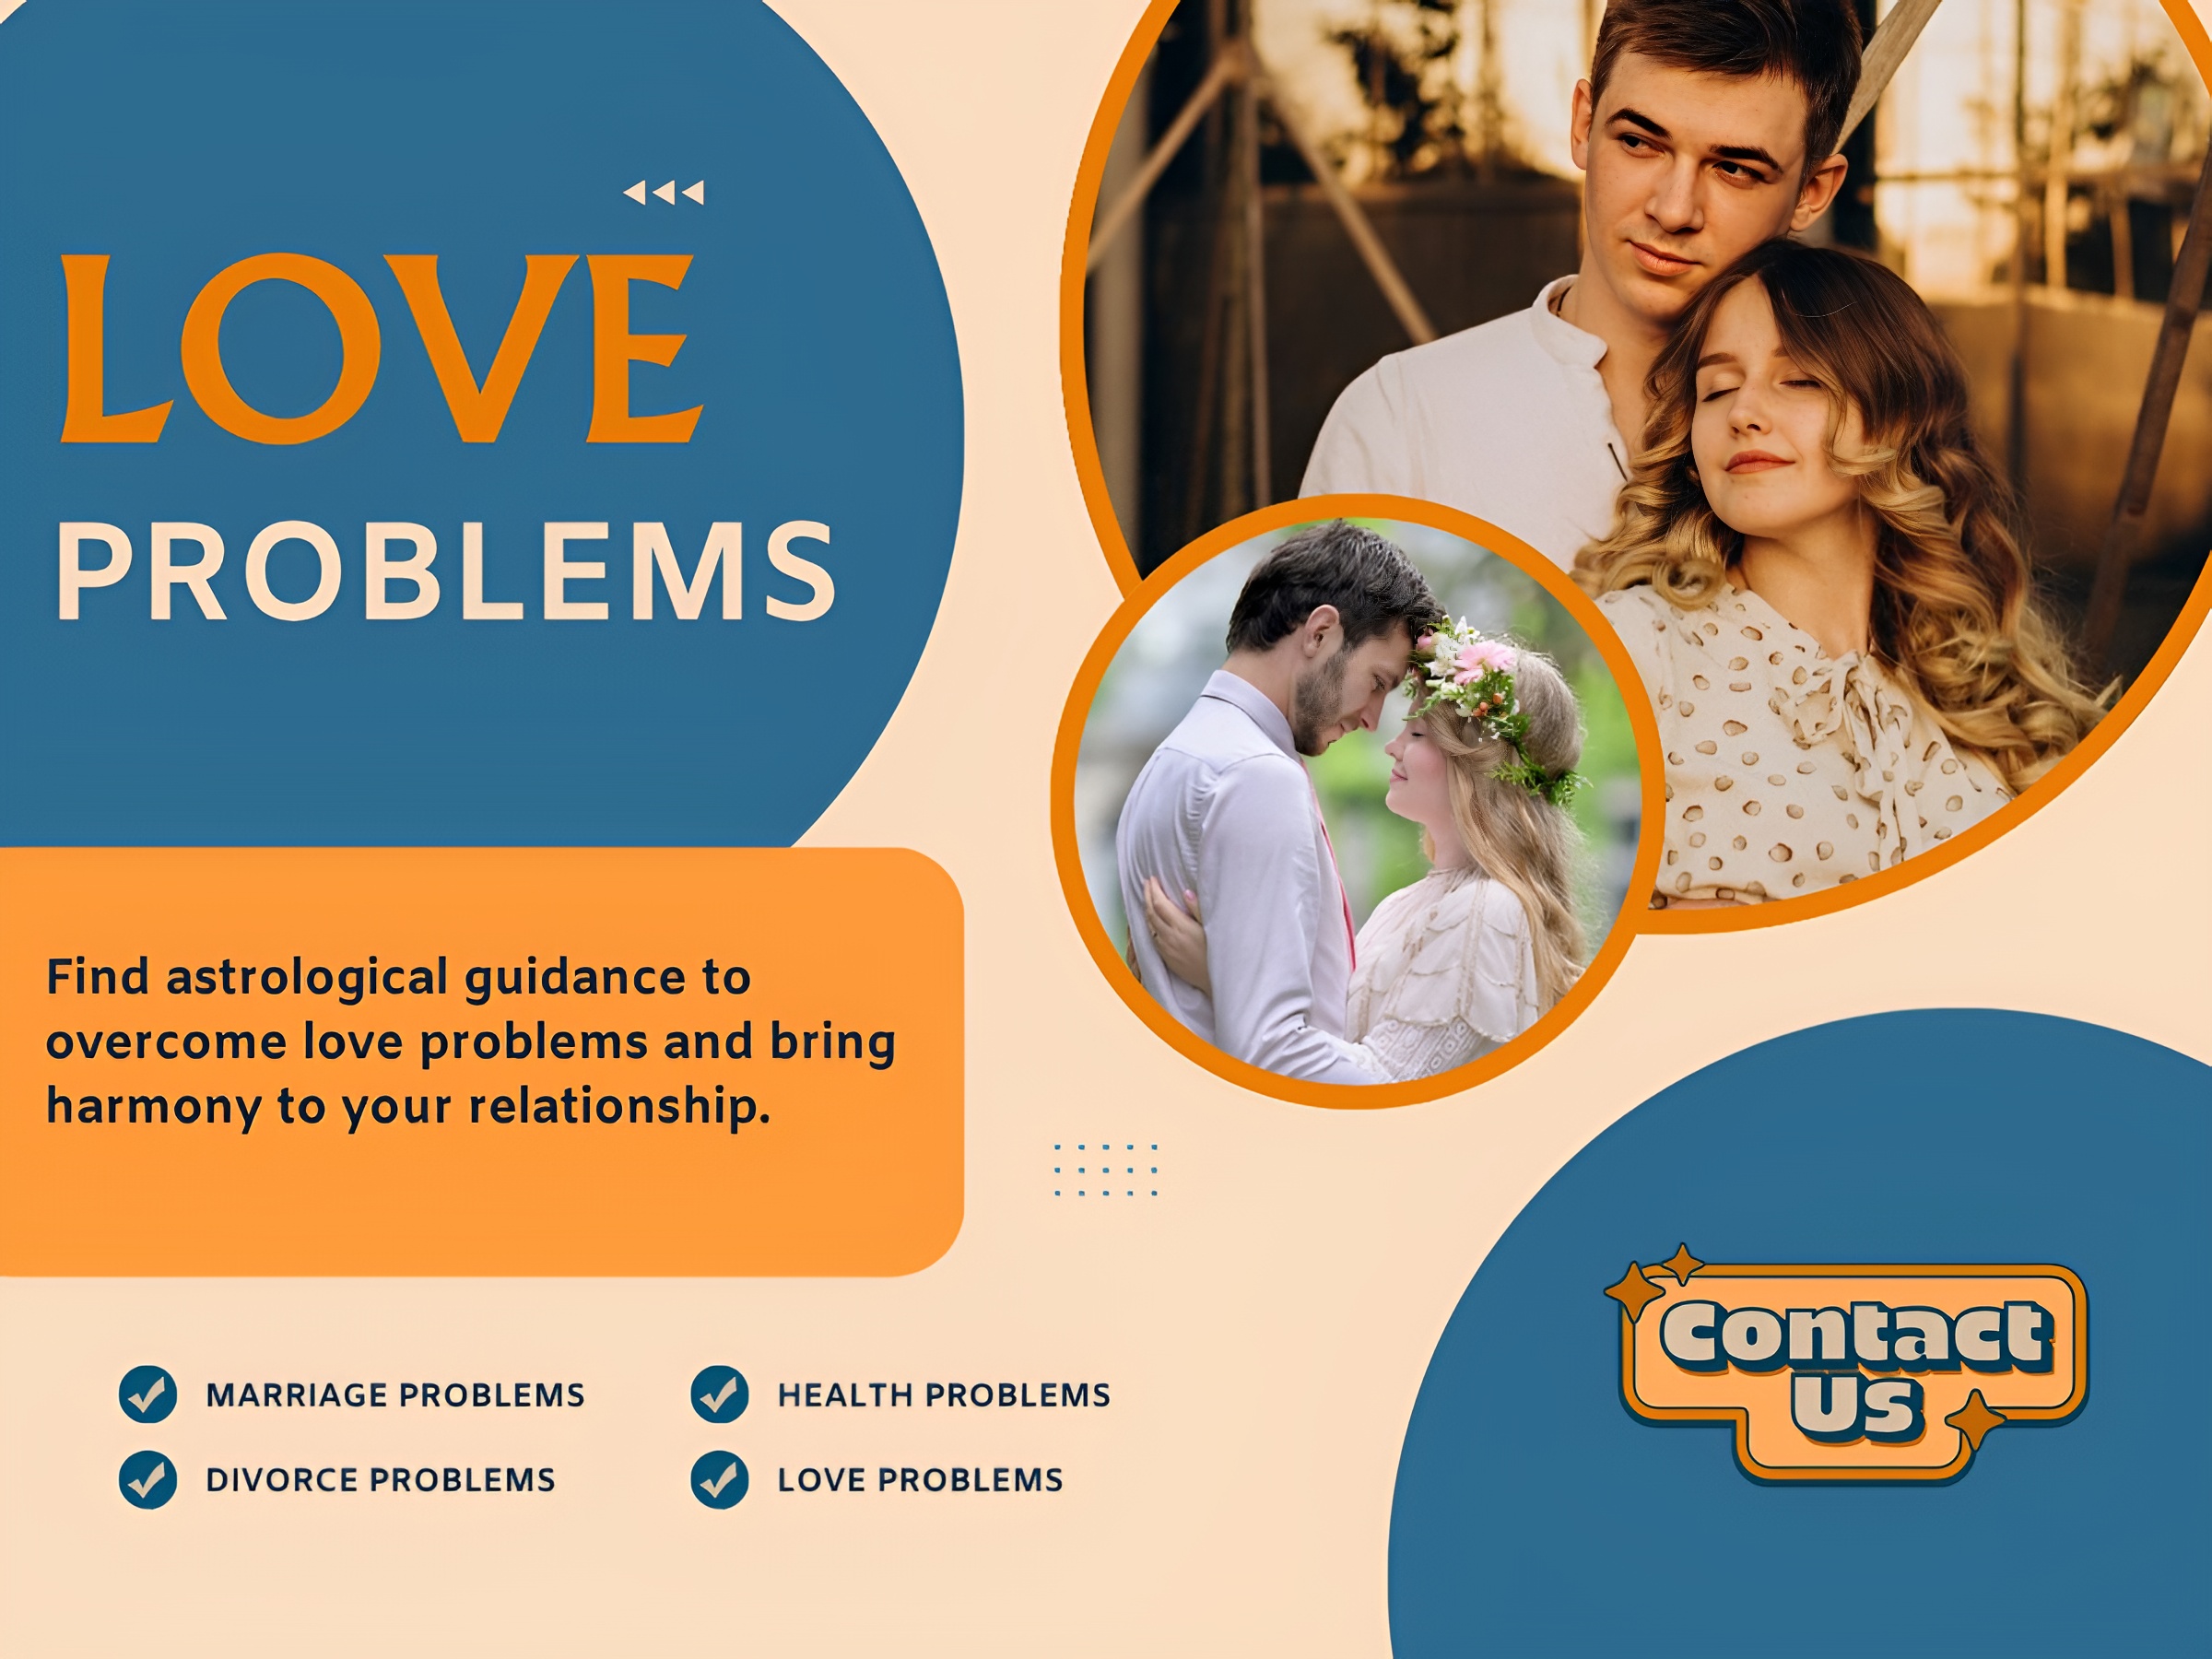 LOVE
PROBLEMS
Find astrological guidance to
overcome love problems and bring
harmony to your relationship.
MARRIAGE PROBLEMS
HEALTH PROBLEMS
DIVORCE PROBLEMS
LOVE PROBLEMS
Contact
Us